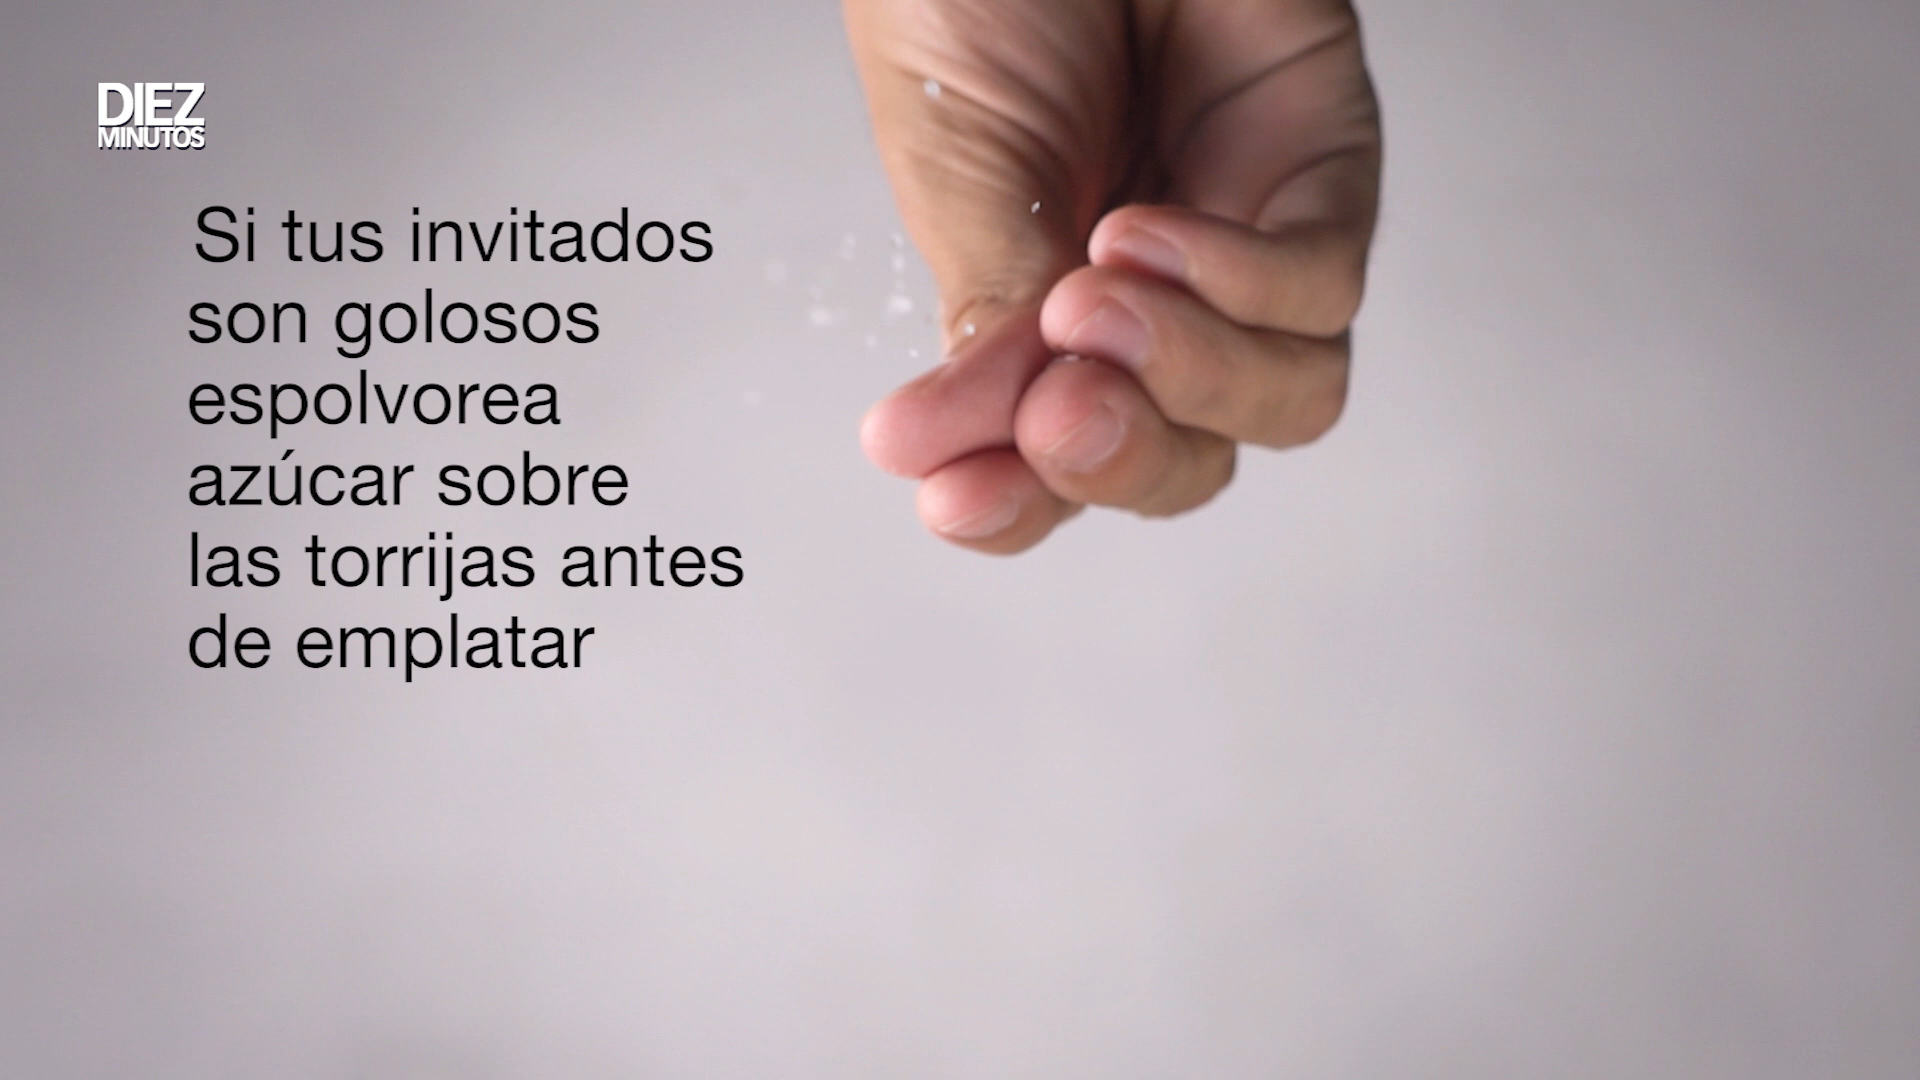 DIEZ
MINUTOS
Si tus invitados
son golosos
espolvorea
azúcar sobre
las torrijas antes
de emplatar